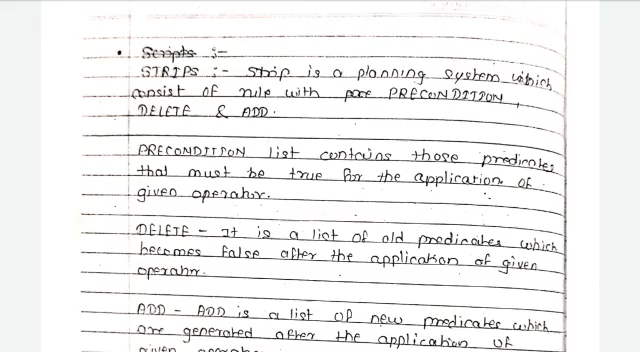 • Scripts :-
STRIPS :- Strip is a planning system which
consist of rule with pore PRECONDITION,
DELETE & ADD.
PRECONDITION list contains those predicates
that must be true for the application of
given operator.
DELETE - It is a list of old predicates which
becomes false after the application of given
operator.
ADD - ADD is a list of new predicates which
are generated after the application of
given operator